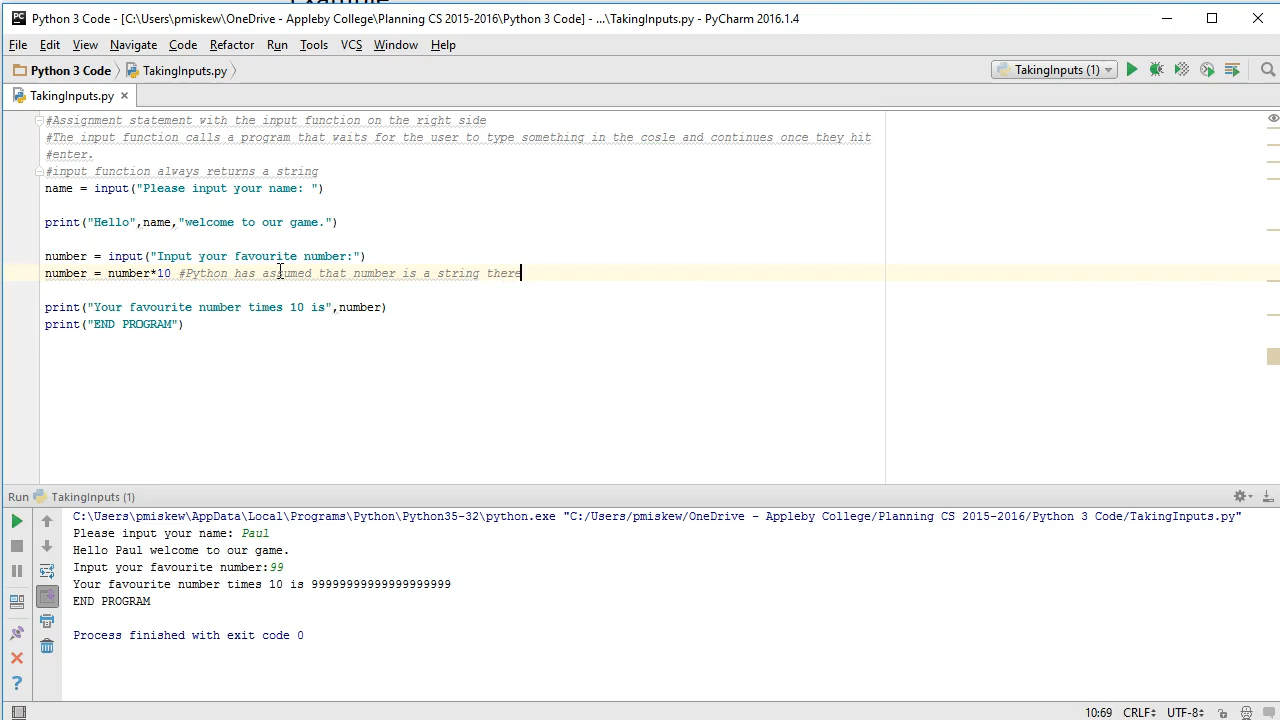 Example
Python 3 Code - [C:\Users\pmiskew\OneDrive - Appleby College\Planning CS 2015-2016\Python 3 Code] - ...\TakingInputs.py - PyCharm 2016.1.4
File Edit View Navigate Code Refactor Run Tools VCS Window Help
Python 3 Code TakingInputs.py TakingInputs (1)
TakingInputs.py
#Assignment statement with the input function on the right side
#The input function calls a program that waits for the user to type something in the cosle and continues once they hit
#enter.
#input function always returns a string
name = input("Please input your name: ")
print("Hello",name,"welcome to our game.")
number = input("Input your favourite number:")
number = number*10 #Python has assumed that number is a string there
print("Your favourite number times 10 is",number)
print("END PROGRAM")
Run TakingInputs (1)
C:\Users\pmiskew\AppData\Local\Programs\Python\Python35-32\python.exe "C:/Users/pmiskew/OneDrive - Appleby College/Planning CS 2015-2016/Python 3 Code/TakingInputs.py"
Please input your name: Paul
Hello Paul welcome to our game.
Input your favourite number:99
Your favourite number times 10 is 99999999999999999999
END PROGRAM
Process finished with exit code 0
10:69 CRLF UTF-8